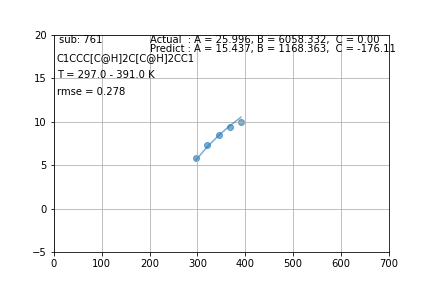 sub: 761
Actual : A = 25.996, B = 6058.332, C = 0.00
Predict : A = 15.437, B = 1168.363, C = -176.11
C1CCC[C@H]2C[C@H]2CC1
T = 297.0 - 391.0 K
rmse = 0.278
20
15
10
5
0
−5
0 100 200 300 400 500 600 700